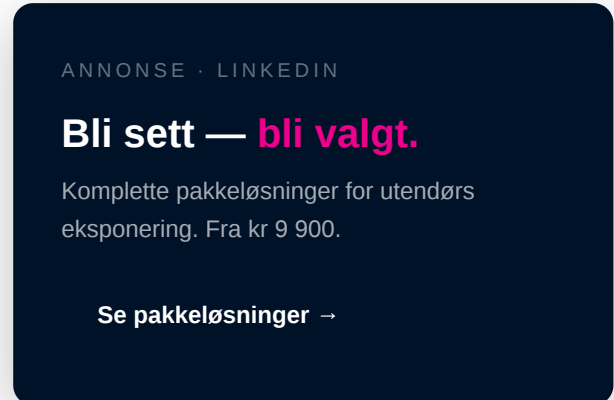 ANNONSE · LINKEDIN
Bli sett — bli valgt.
Komplette pakkeløsninger for utendørs
eksponering. Fra kr 9 900.
Se pakkeløsninger →